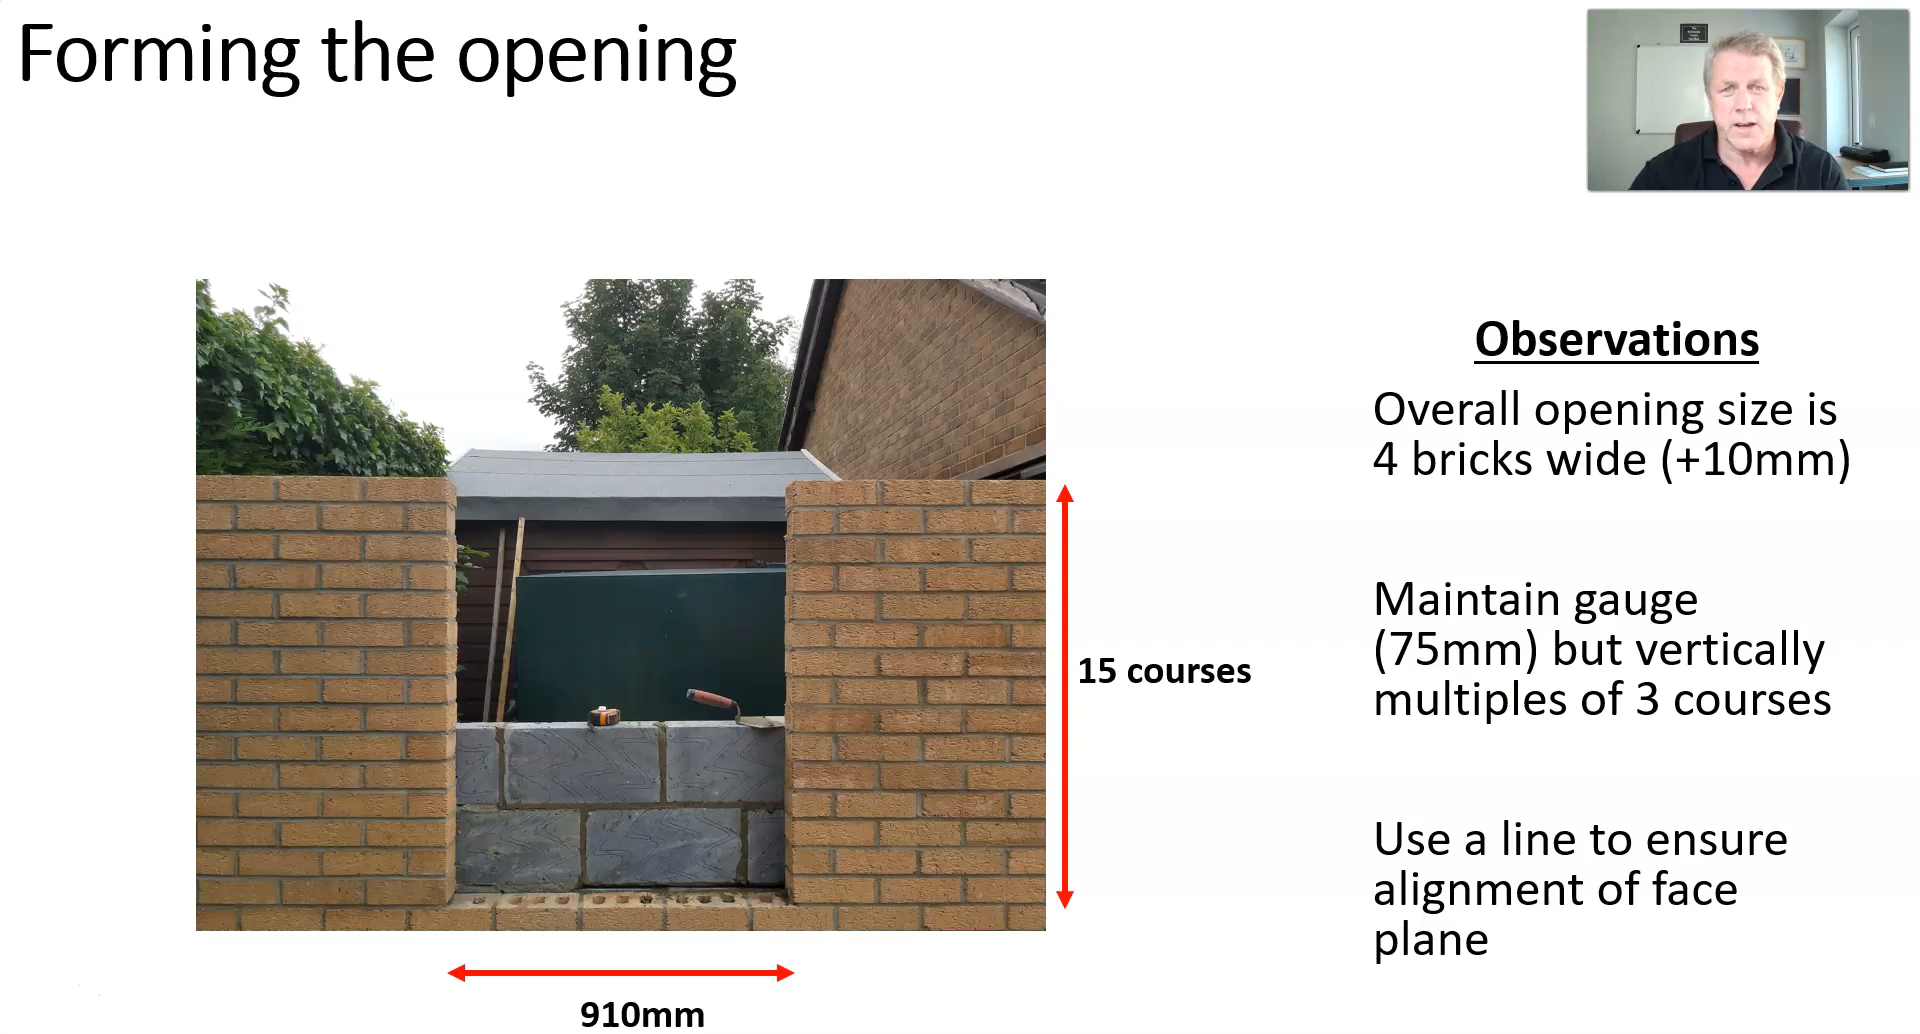 Forming the opening
Observations
Overall opening size is
4 bricks wide (+10mm)
Maintain gauge
(75mm) but vertically
multiples of 3 courses
Use a line to ensure
alignment of face
plane
15 courses
910mm